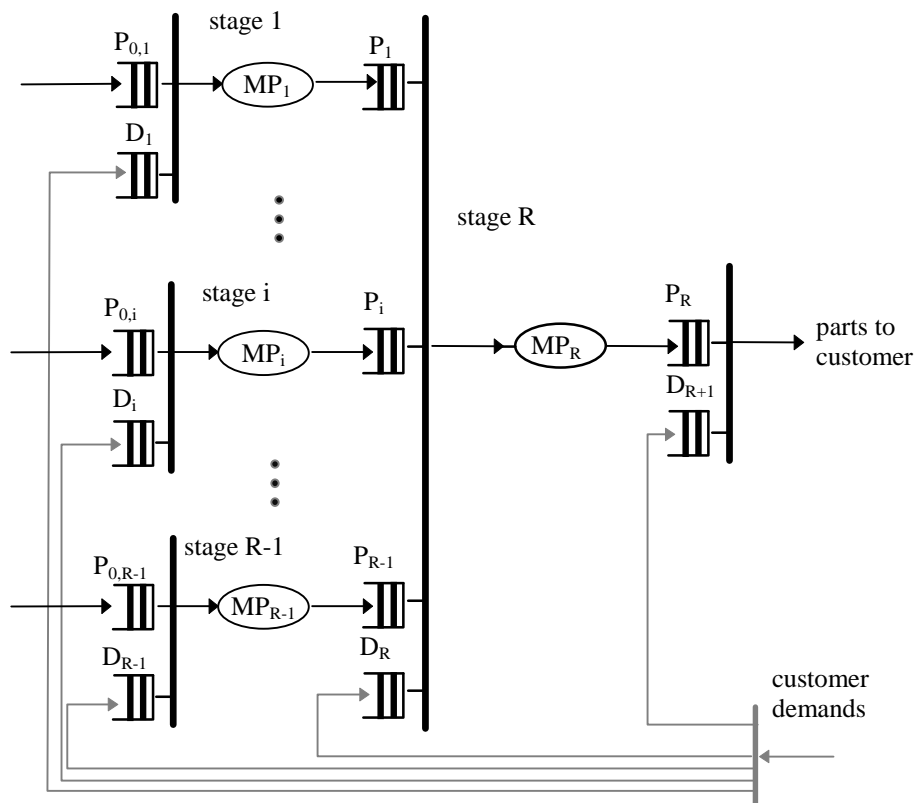 stage 1
P0,1
P1
MP1
D1
stage R
stage i
P0,i
Pi
PR
MPi
MPR
parts to
customer
Di
DR+1
stage R-1
P0,R-1
PR-1
MPR-1
DR-1
DR
customer
demands